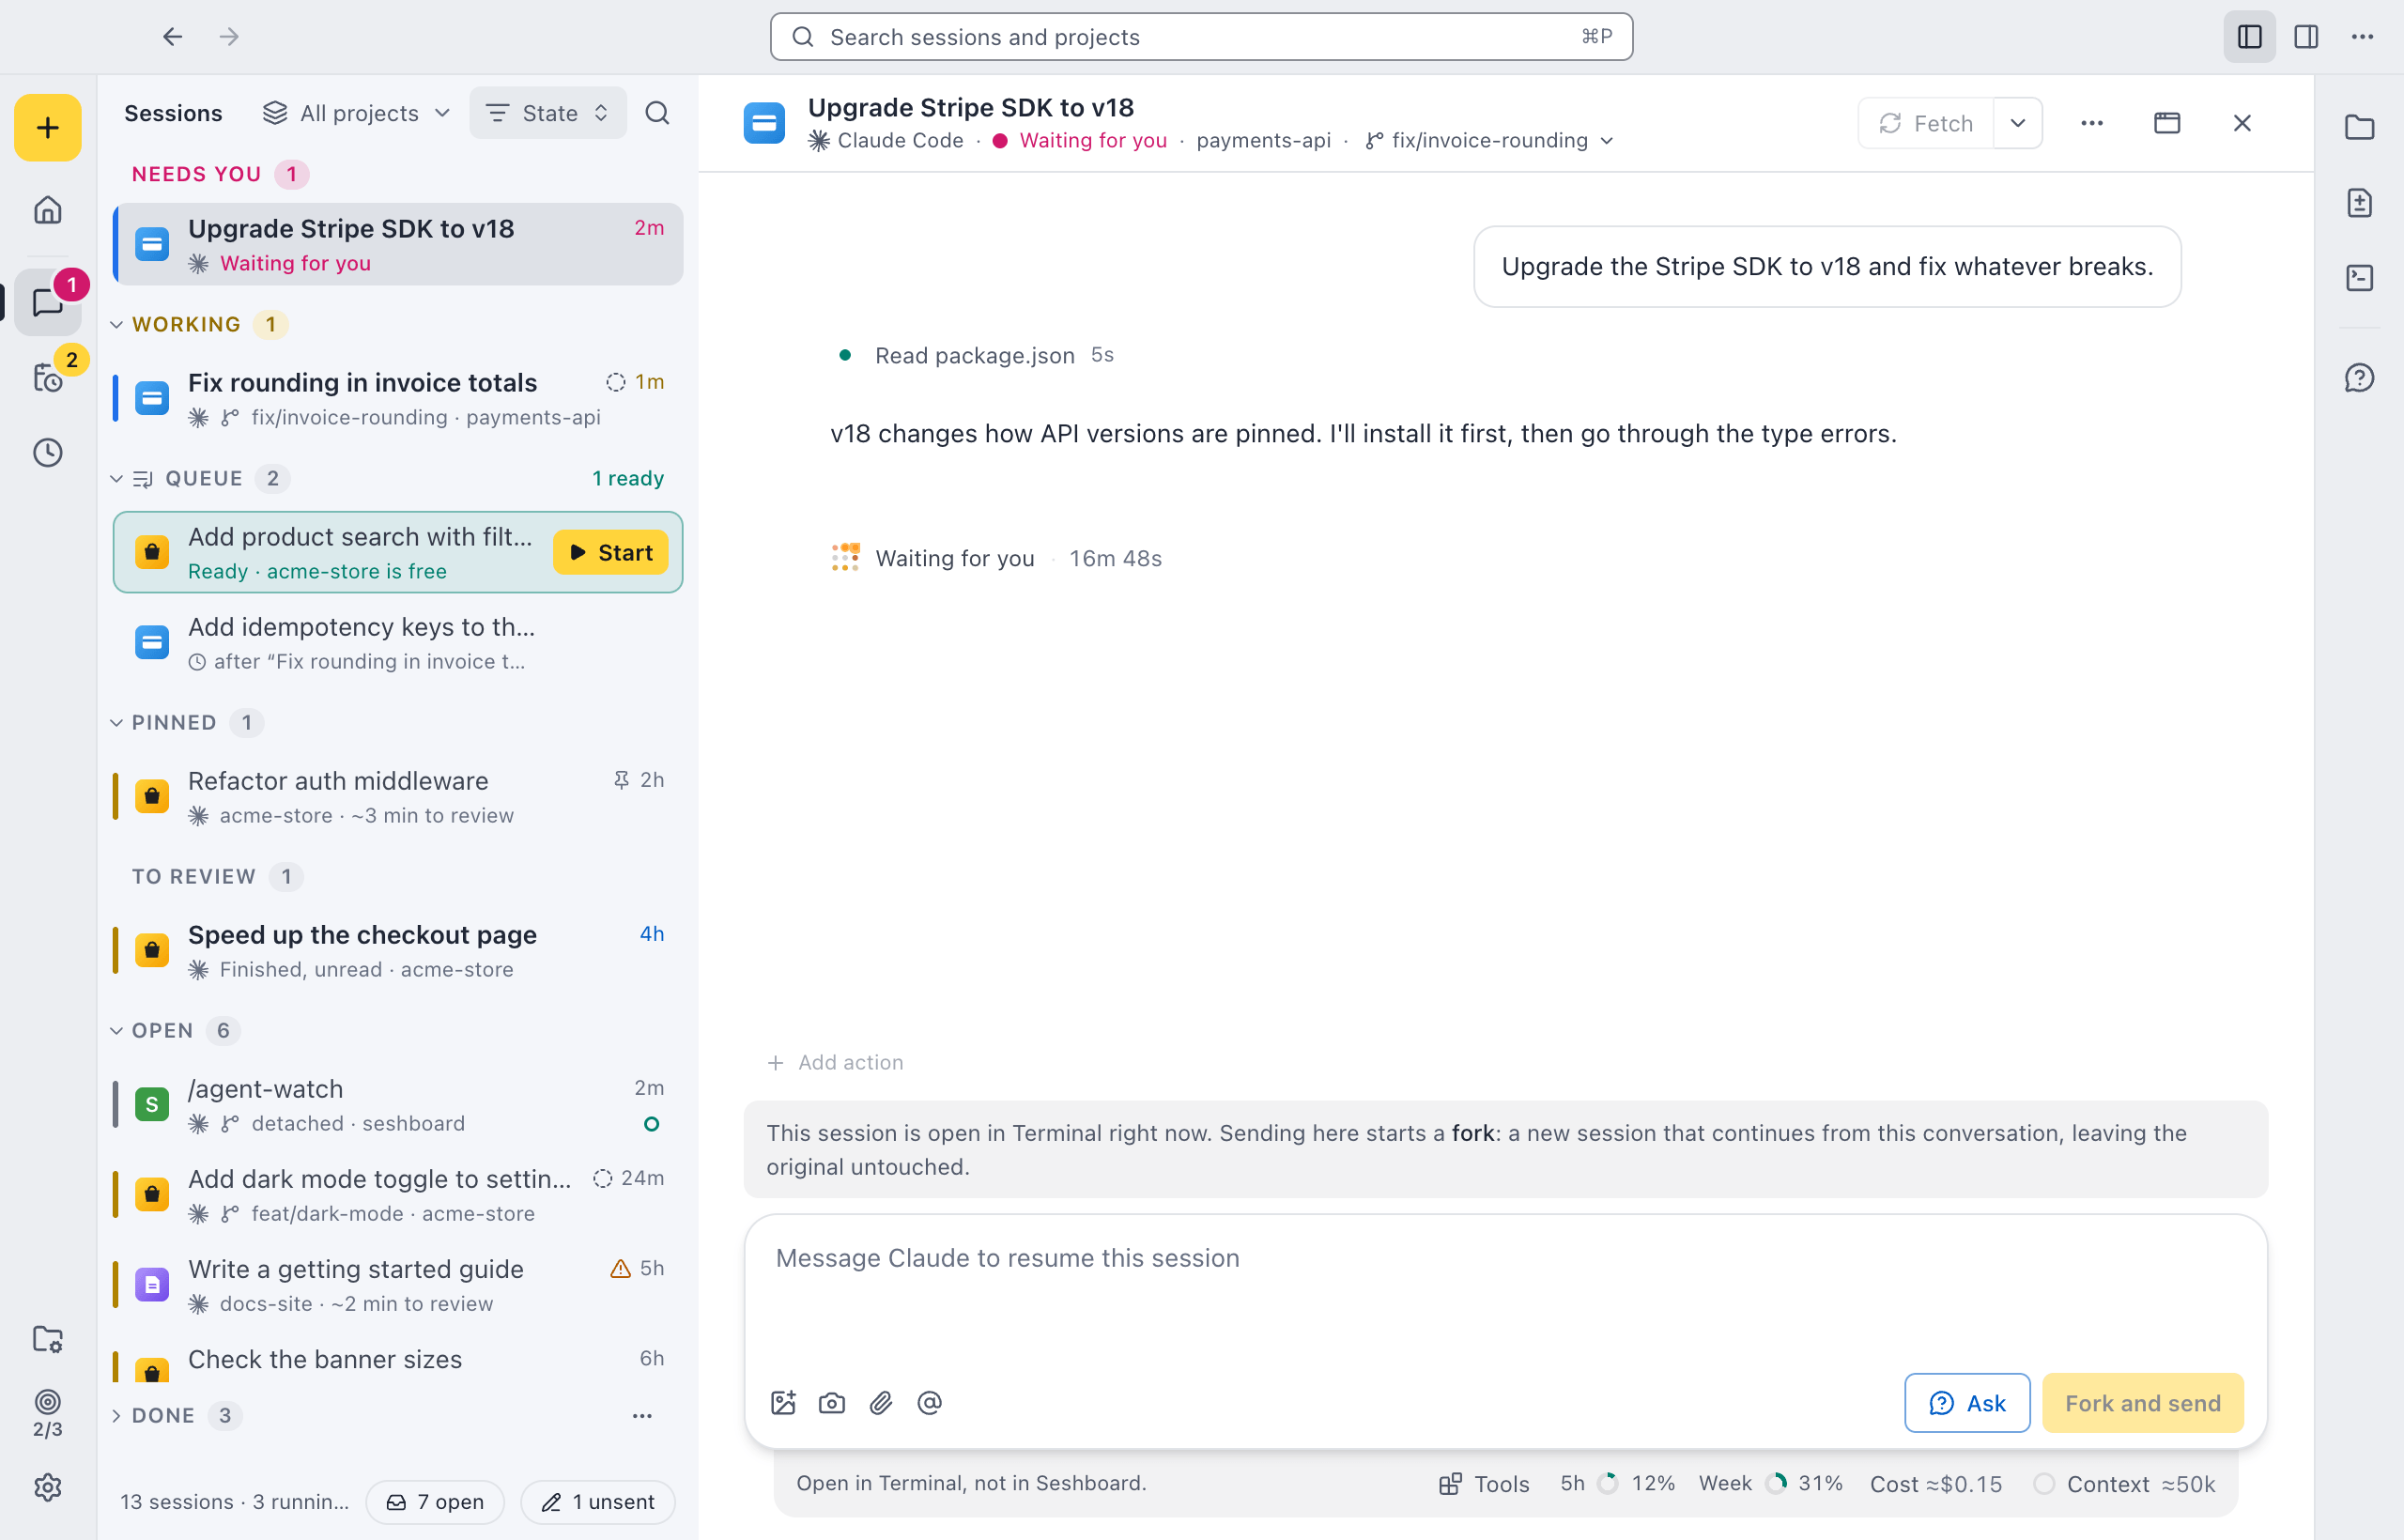 Search sessions and projects ⌘P
Sessions All projects State
NEEDS YOU 1
Upgrade Stripe SDK to v18 2m
Waiting for you
1
2
WORKING 1
Fix rounding in invoice totals 1m
fix/invoice-rounding · payments-api
QUEUE 2 1 ready
Add product search with filt...
Ready · acme-store is free
Start
Add idempotency keys to th...
after “Fix rounding in invoice t...
PINNED 1
Refactor auth middleware 2h
acme-store · ~3 min to review
TO REVIEW 1
Speed up the checkout page 4h
Finished, unread · acme-store
OPEN 6
S
/agent-watch 2m
detached · seshboard
Add dark mode toggle to settin... 24m
feat/dark-mode · acme-store
Write a getting started guide 5h
docs-site · ~2 min to review
Check the banner sizes 6h
DONE 3
2/3
13 sessions · 3 runnin... 7 open 1 unsent
Upgrade Stripe SDK to v18
Claude Code · Waiting for you · payments-api · fix/invoice-rounding
Fetch
Upgrade the Stripe SDK to v18 and fix whatever breaks.
Read package.json 5s
v18 changes how API versions are pinned. I'll install it first, then go through the type errors.
Waiting for you · 16m 48s
Add action
This session is open in Terminal right now. Sending here starts a fork: a new session that continues from this conversation, leaving the
original untouched.
Message Claude to resume this session
Ask
Fork and send
Open in Terminal, not in Seshboard. Tools 5h 12% Week 31% Cost ≈$0.15 Context ≈50k